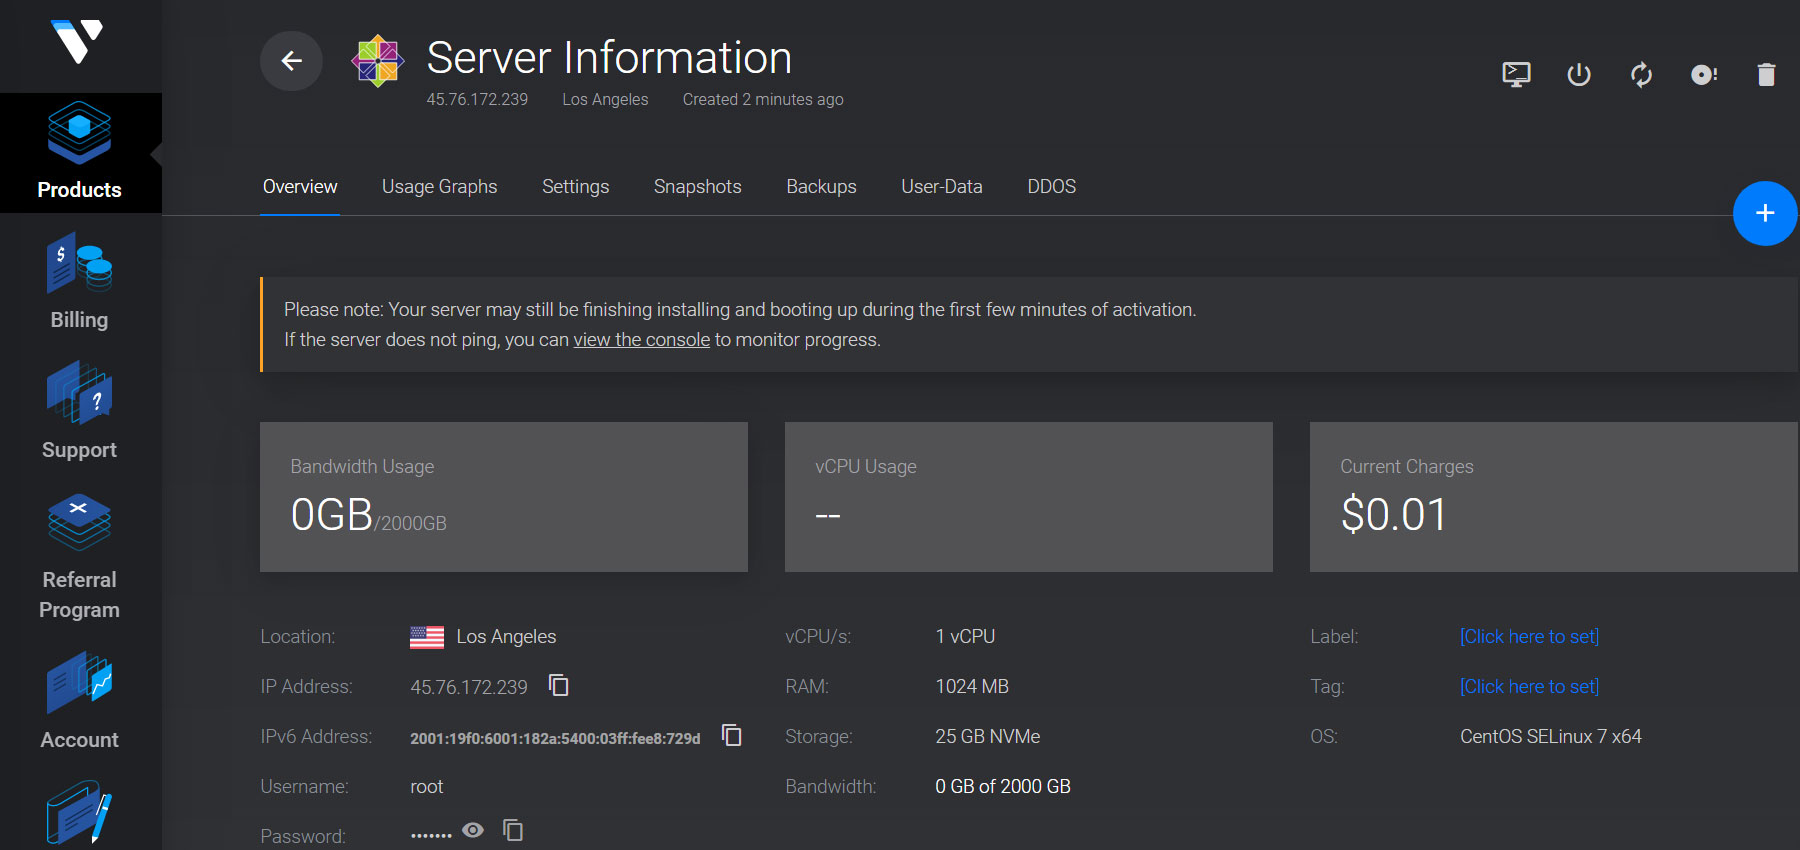 Server Information
45.76.172.239 Los Angeles Created 2 minutes ago
Products
Billing
Support
Referral
Program
Account
Overview Usage Graphs Settings Snapshots Backups User-Data DDOS
Please note: Your server may still be finishing installing and booting up during the first few minutes of activation.
If the server does not ping, you can view the console to monitor progress.
Bandwidth Usage
0GB/2000GB
vCPU Usage
--
Current Charges
$0.01
Location: Los Angeles
IP Address: 45.76.172.239
IPv6 Address: 2001:19f0:6001:182a:5400:03ff:fee8:729d
Username: root
Password: •••••••
vCPU/s: 1 vCPU
RAM: 1024 MB
Storage: 25 GB NVMe
Bandwidth: 0 GB of 2000 GB
Label: [Click here to set]
Tag: [Click here to set]
OS: CentOS SELinux 7 x64